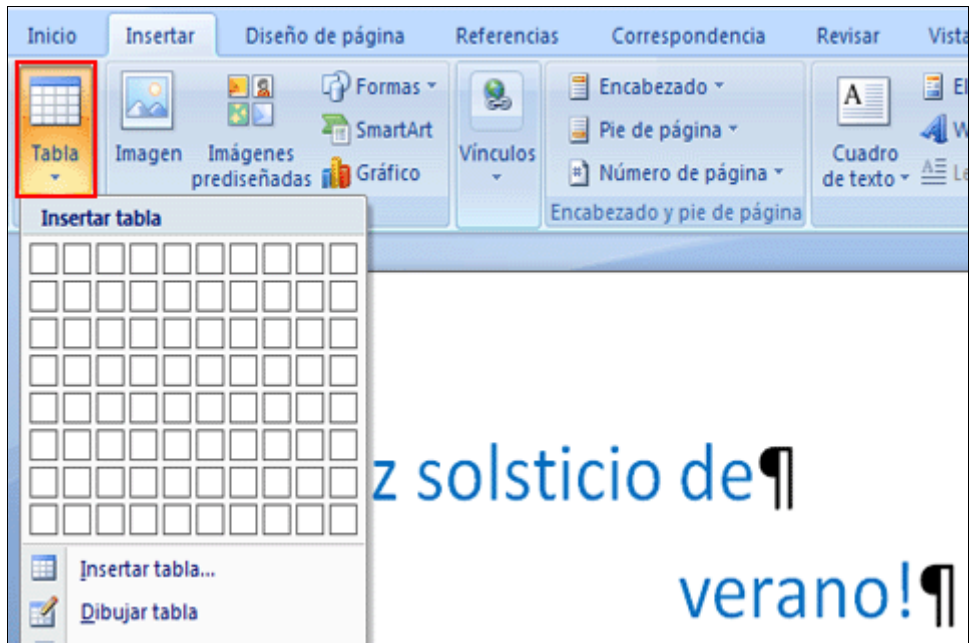 Inicio Insertar Diseño de página Referencias Correspondencia Revisar Vista
Tabla
Imagen
Imágenes
prediseñadas
Formas
SmartArt
Gráfico
Vínculos
Encabezado
Pie de página
Número de página
Encabezado y pie de página
A
Cuadro
de texto
Insertar tabla
Insertar tabla...
Dibujar tabla
z solsticio de¶
verano!¶